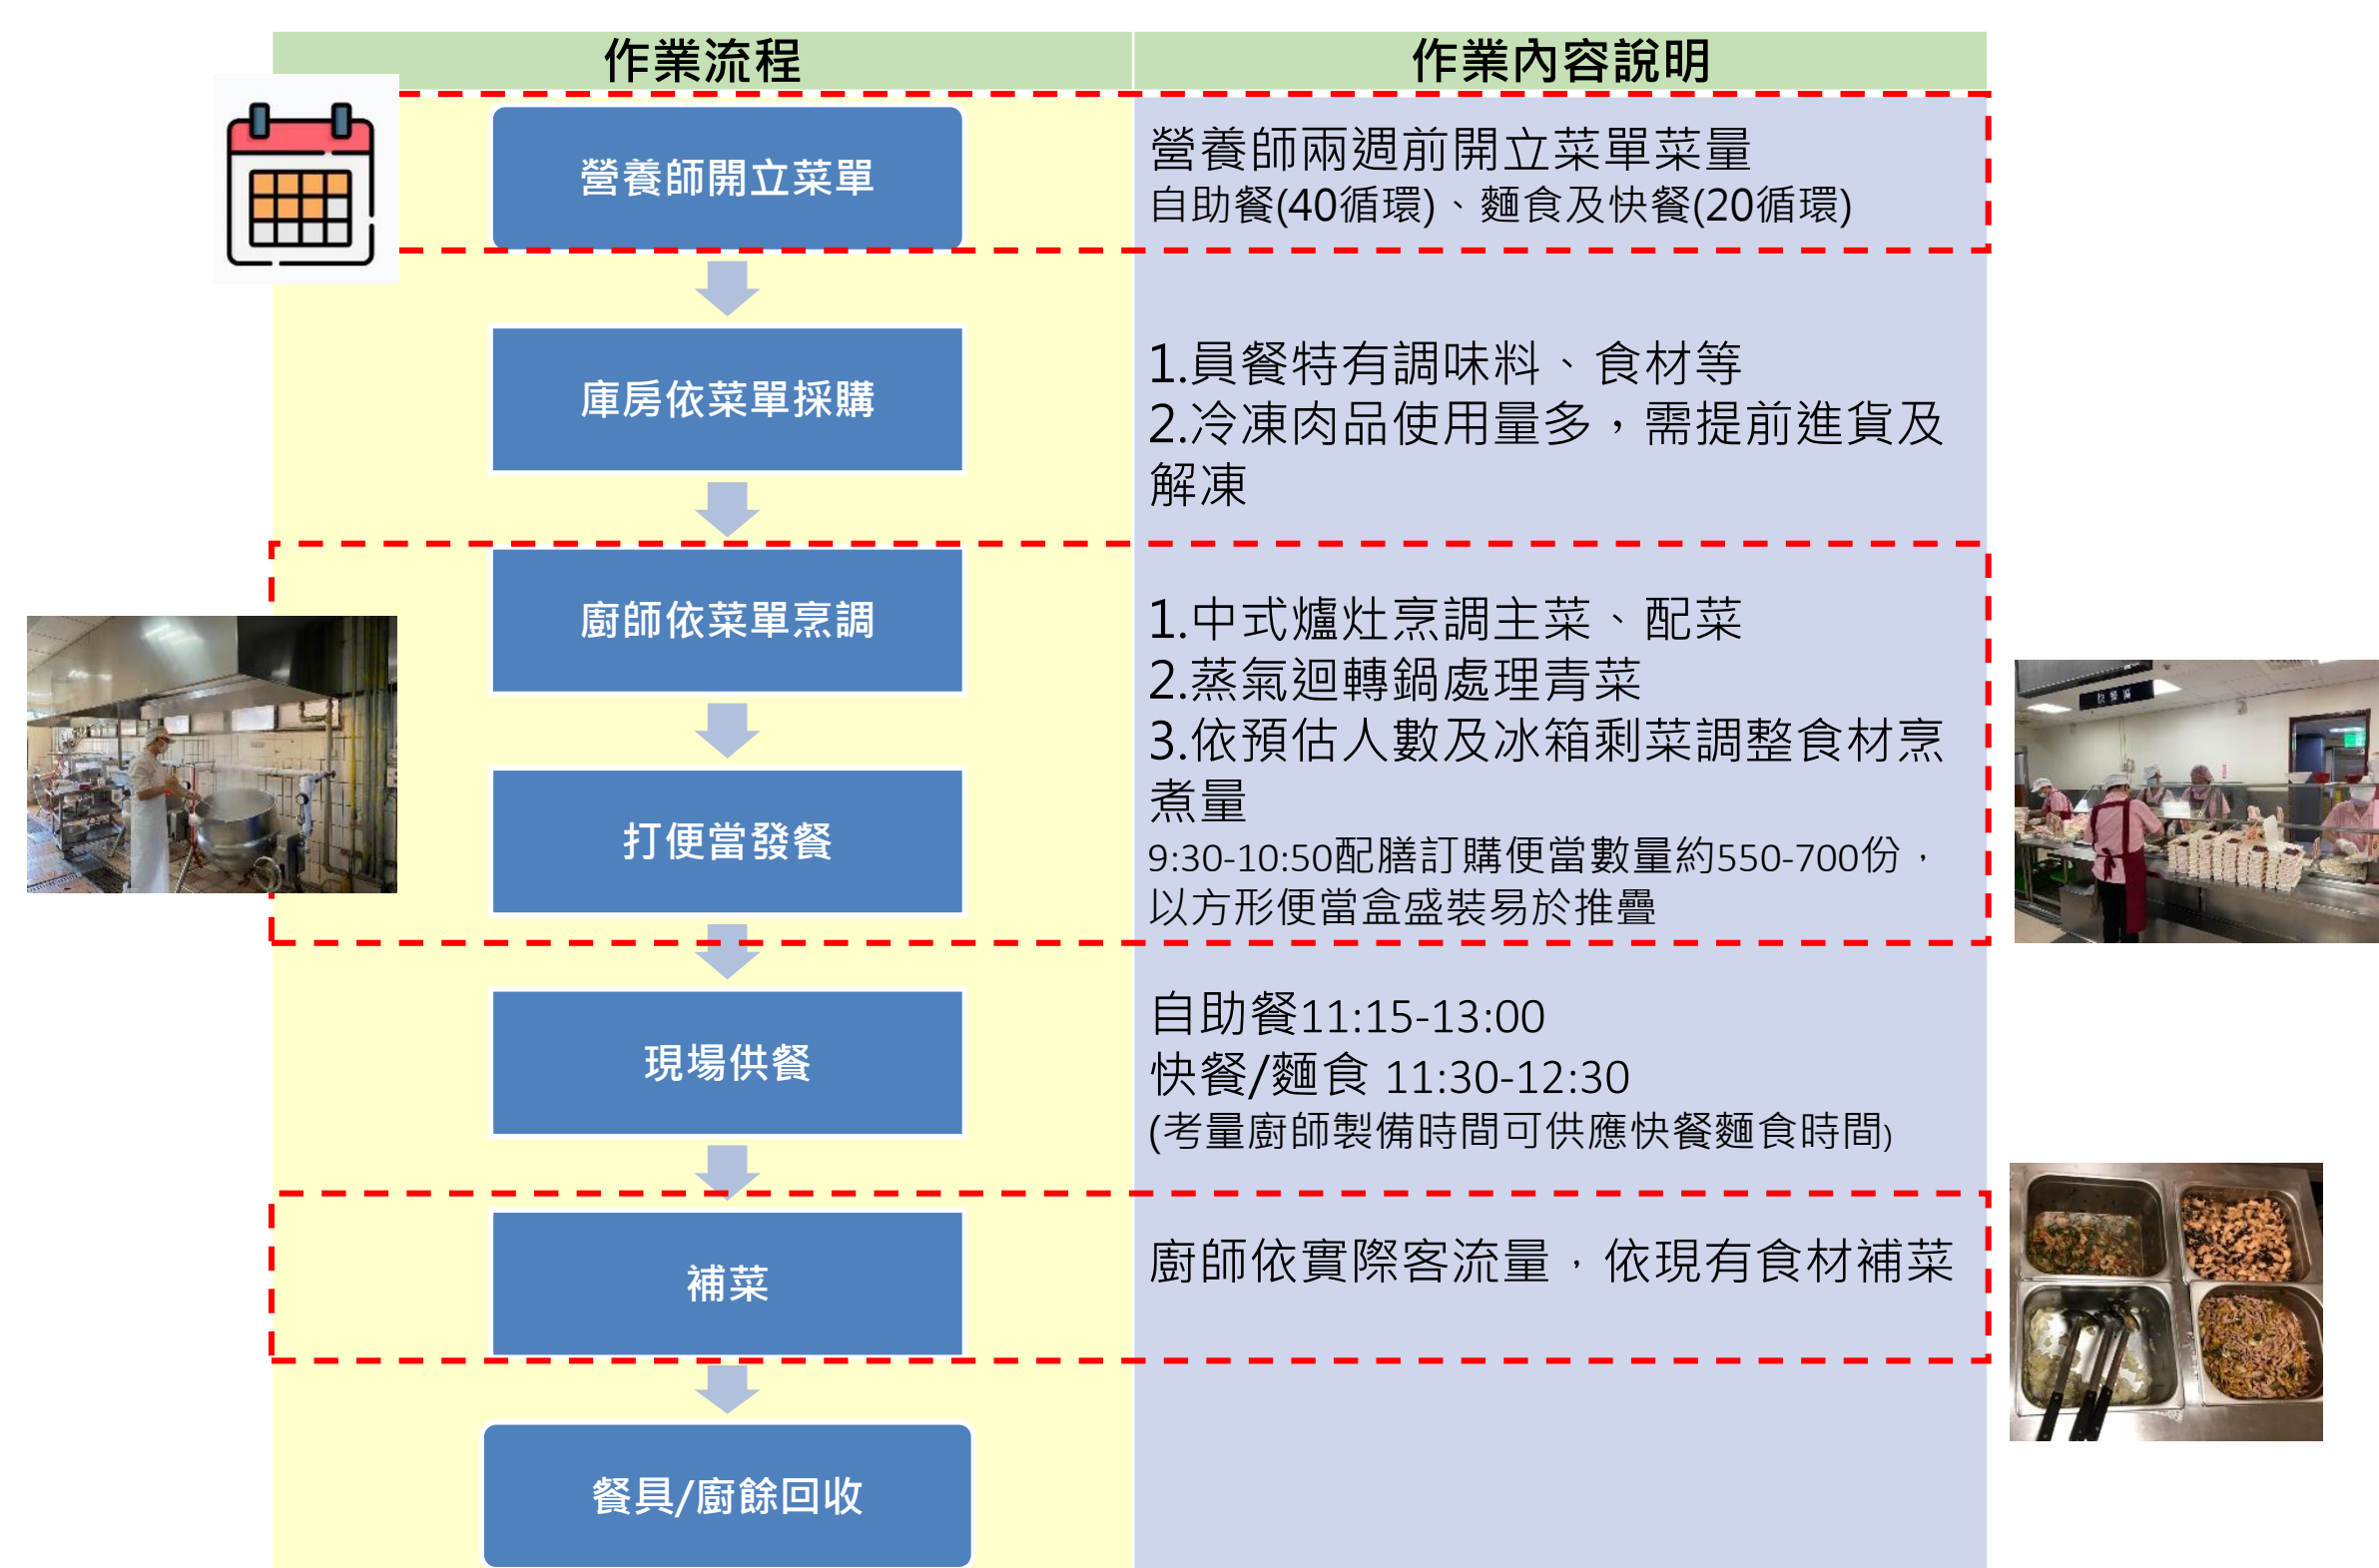 作業流程
作業內容說明
營養師開立菜單
營養師兩週前開立菜單菜量
自助餐(40循環)、麵食及快餐(20循環)
庫房依菜單採購
1.員餐特有調味料、食材等
2.冷凍肉品使用量多，需提前進貨及
解凍
廚師依菜單烹調
1.中式爐灶烹調主菜、配菜
2.蒸氣迴轉鍋處理青菜
3.依預估人數及冰箱剩菜調整食材烹
煮量
打便當發餐
9:30-10:50配膳訂購便當數量約550-700份，
以方形便當盒盛裝易於推疊
現場供餐
自助餐11:15-13:00
快餐/麵食 11:30-12:30
(考量廚師製備時間可供應快餐麵食時間)
補菜
廚師依實際客流量，依現有食材補菜
餐具/廚餘回收